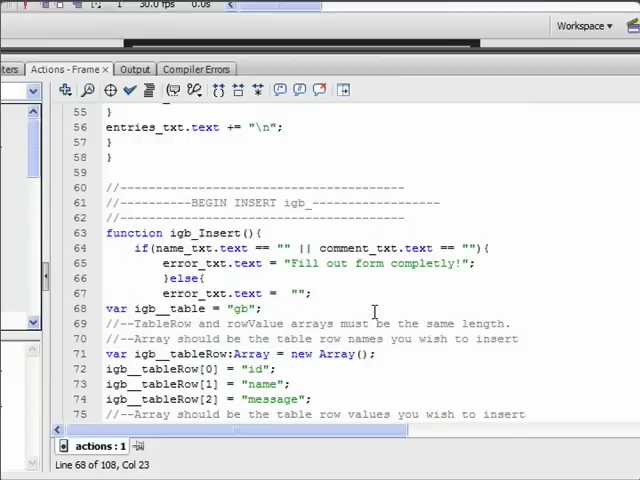 1 30.0 fps 0.0s
Workspace
ters Actions - Frame Output Compiler Errors
55 }
56 entries_txt.text += "\n";
57 }
58 }
59
60 //----------------------------------------
61 //----------BEGIN INSERT igb_------------------
62 //----------------------------------------
63 function igb_Insert(){
64 if(name_txt.text == "" || comment_txt.text == ""){
65 error_txt.text = "Fill out form completly!";
66 }else{
67 error_txt.text = "";
68 var igb__table = "gb";
69 //--TableRow and rowValue arrays must be the same length.
70 //--Array should be the table row names you wish to insert
71 var igb__tableRow:Array = new Array();
72 igb__tableRow[0] = "id";
73 igb__tableRow[1] = "name";
74 igb__tableRow[2] = "message";
75 //--Array should be the table row values you wish to insert
actions : 1
Line 68 of 108, Col 23